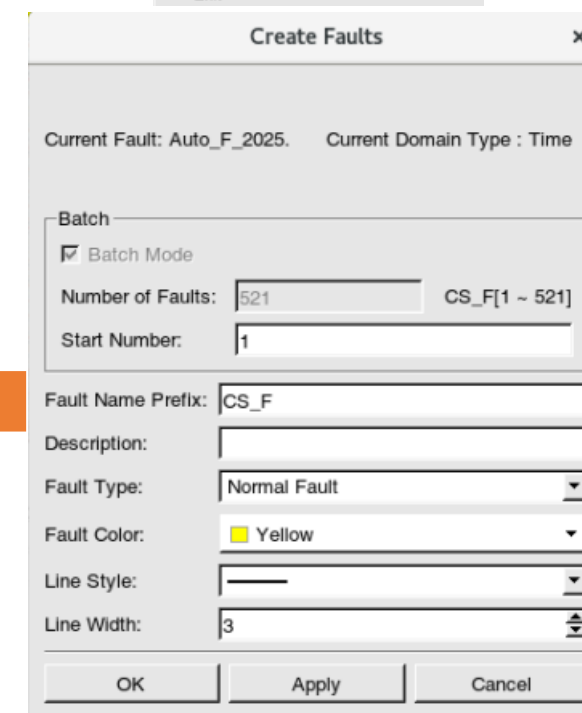 Create Faults ×
Current Fault: Auto_F_2025. Current Domain Type : Time
Batch
Batch Mode
Number of Faults: 521 CS_F[1 ~ 521]
Start Number: 1
Fault Name Prefix: CS_F
Description:
Fault Type: Normal Fault
Fault Color: Yellow
Line Style:
Line Width: 3
OK Apply Cancel